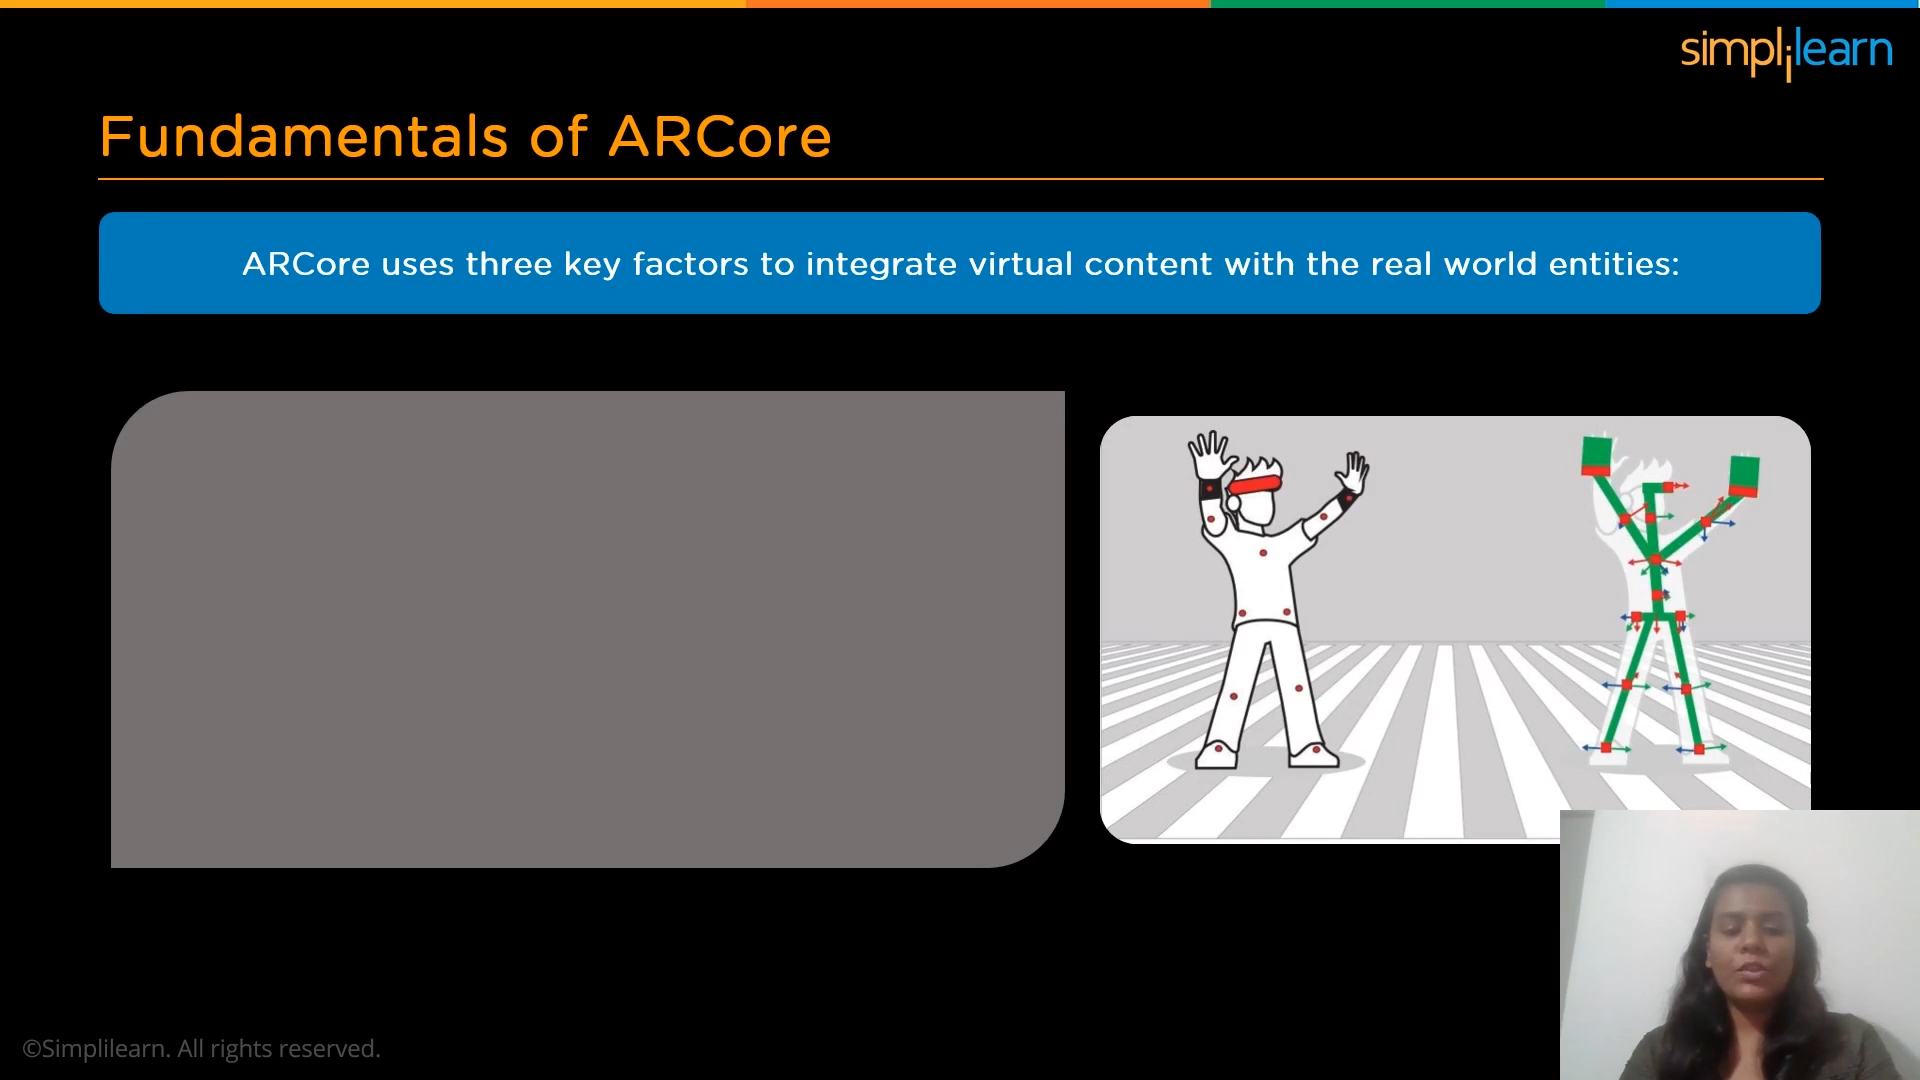 simplilearn
Fundamentals of ARCore
ARCore uses three key factors to integrate virtual content with the real world entities:
©Simplilearn. All rights reserved.